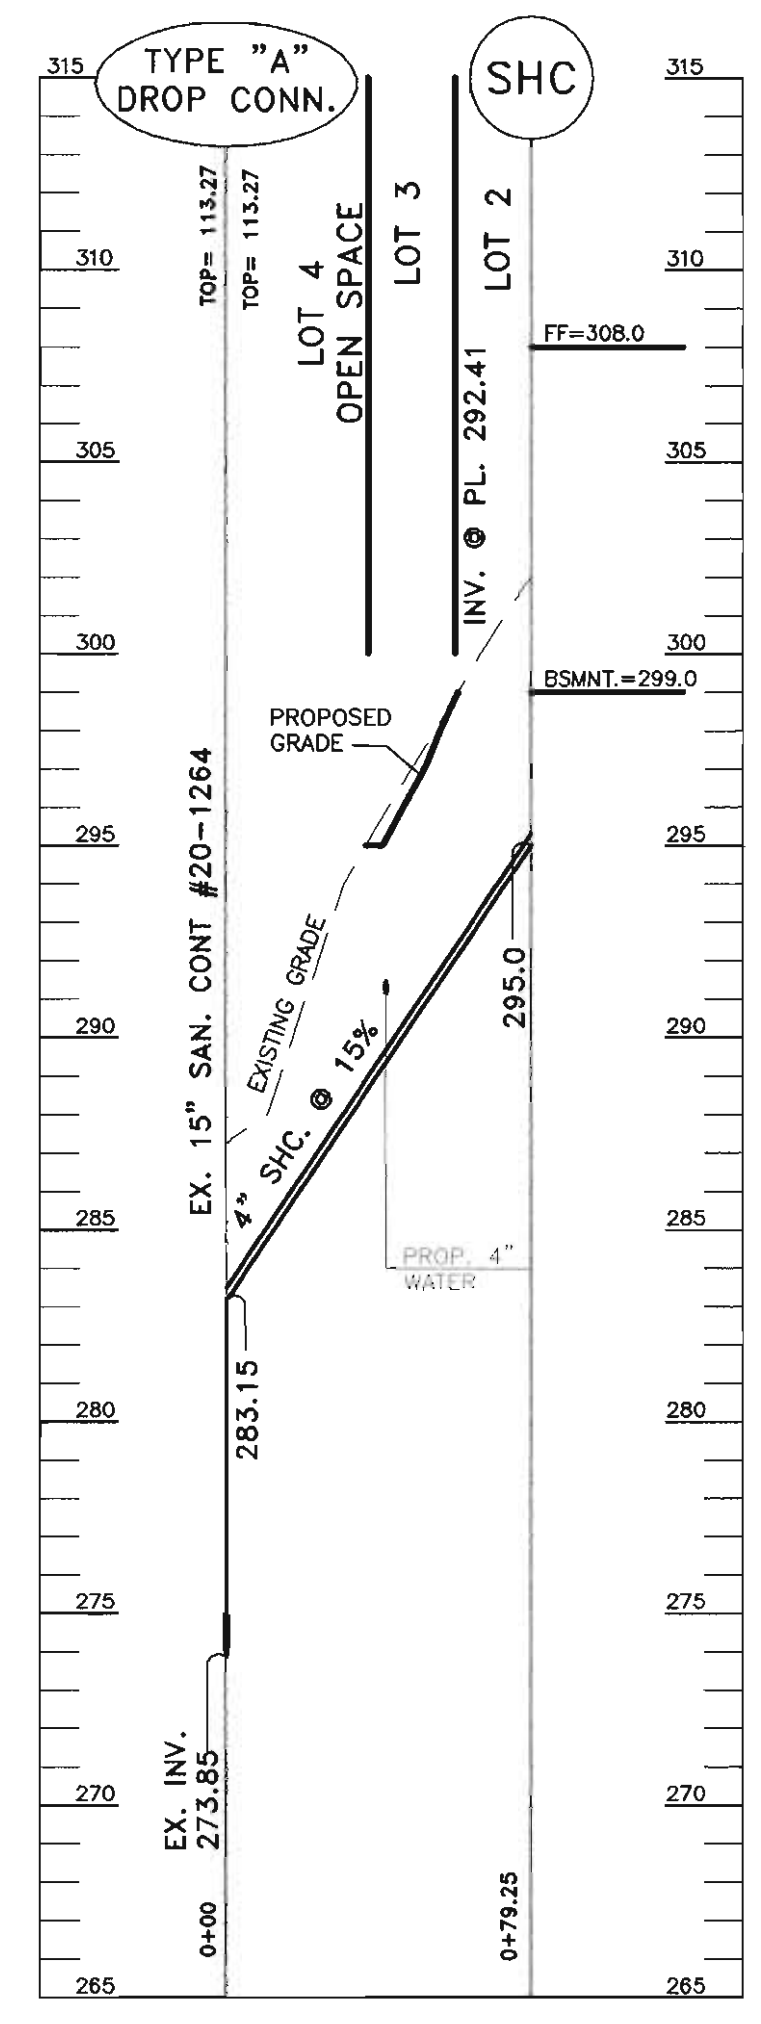 TYPE "A"
DROP CONN.
SHC
315
315
TOP= 113.27
TOP= 113.27
LOT 4
OPEN SPACE
LOT 3
LOT 2
310
310
FF=308.0
INV. @ PL. 292.41
305
305
300
300
BSMNT.=299.0
PROPOSED
GRADE
EX. 15" SAN. CONT #20-1264
295
295
EXISTING GRADE
295.0
290
290
4" SHC. @ 15%
285
285
PROP. 4"
WATER
283.15
280
280
275
275
EX. INV.
273.85
270
270
0+00
0+79.25
265
265